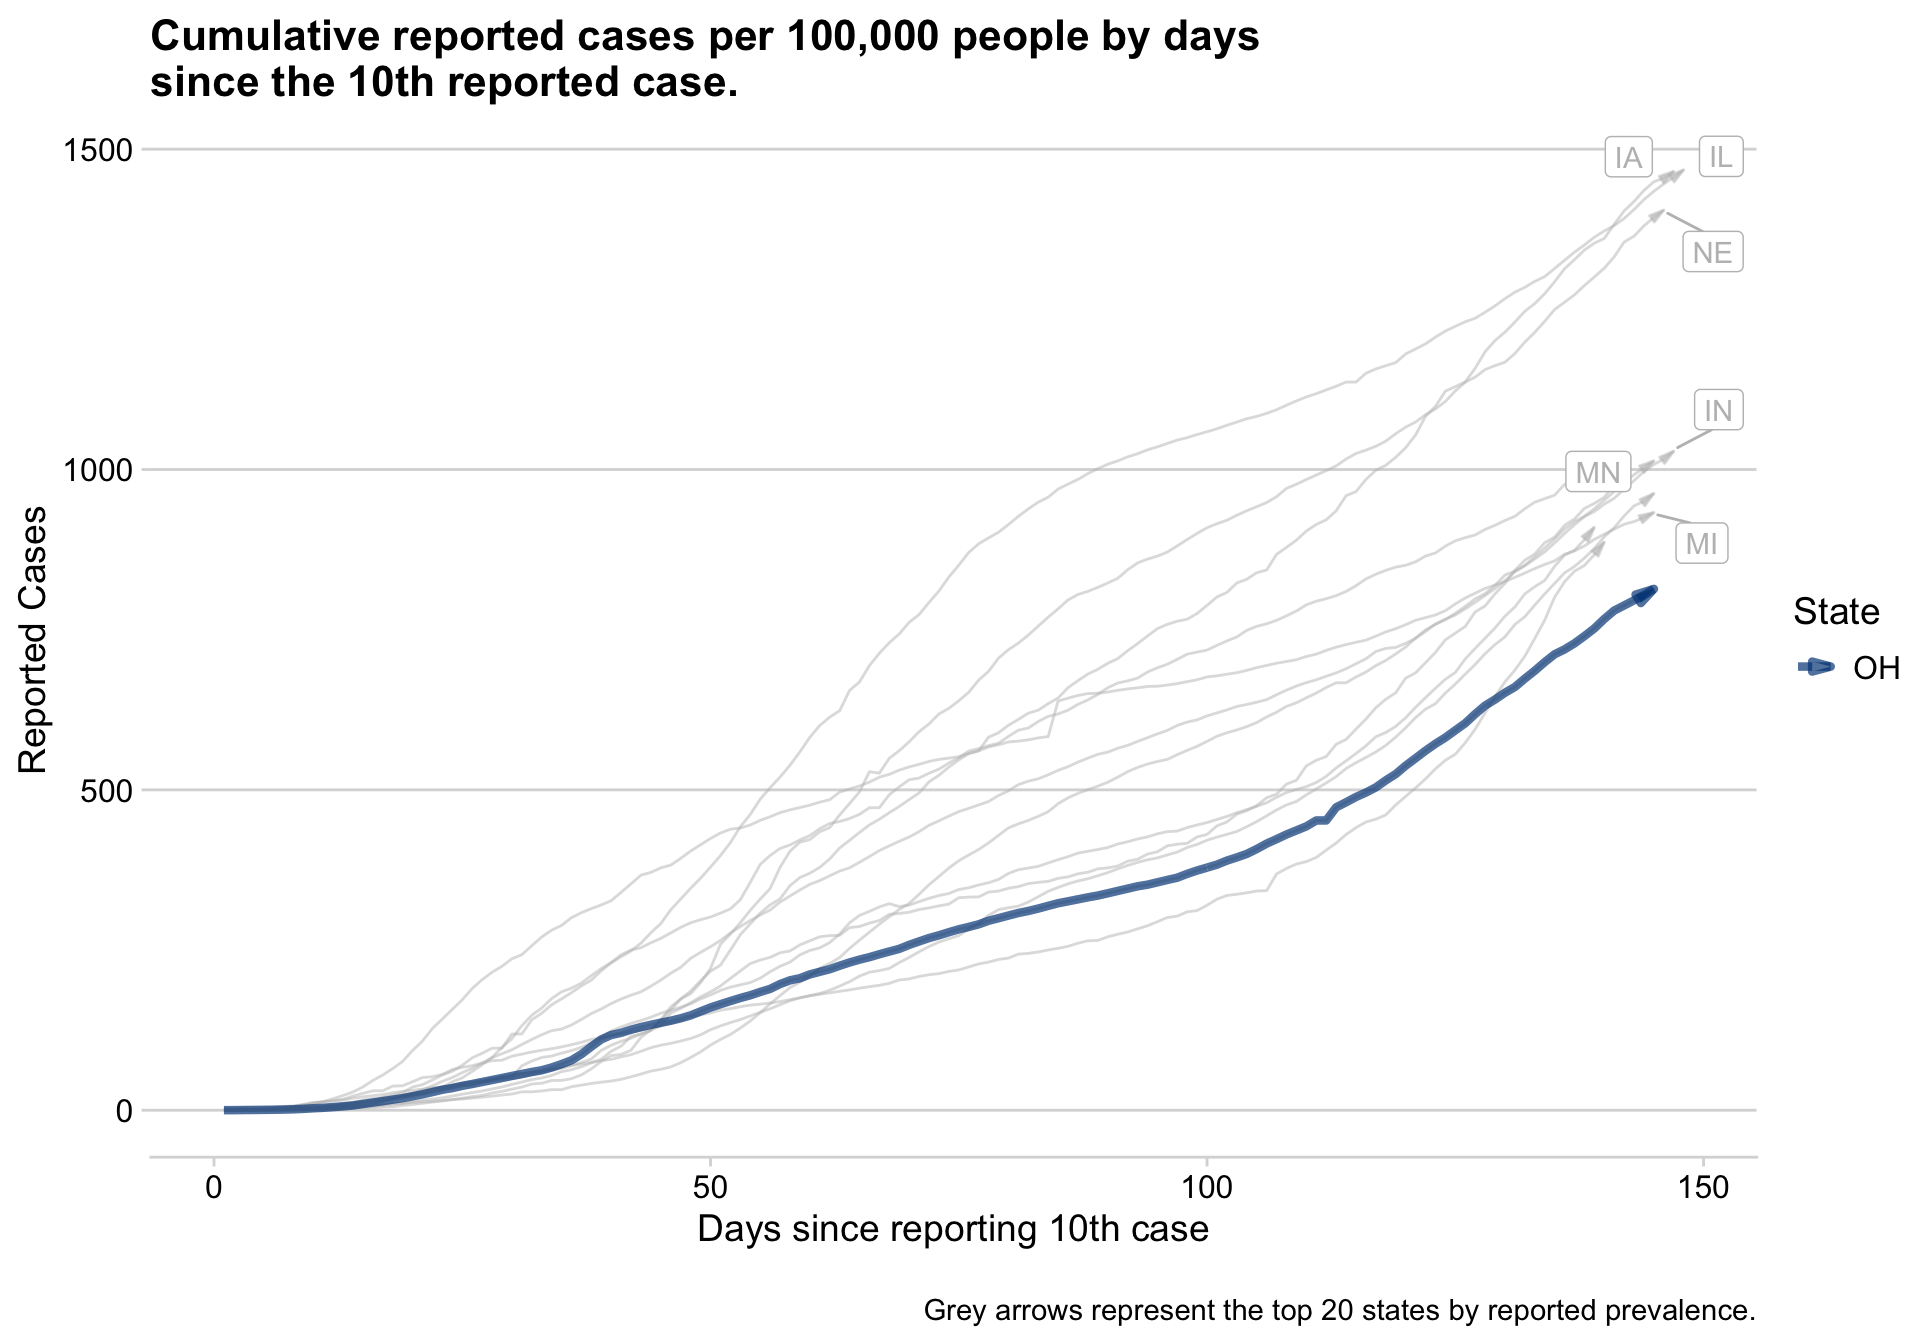 Cumulative reported cases per 100,000 people by days
since the 10th reported case.
1500
1000
500
0
Reported Cases
IA
IL
NE
IN
MN
MI
State
OH
0
50
100
150
Days since reporting 10th case
Grey arrows represent the top 20 states by reported prevalence.